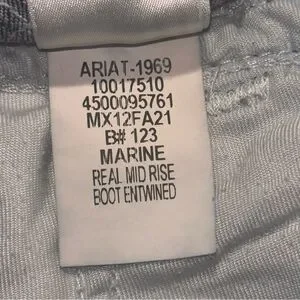 ARIAT-1969
10017510
4500095761
MX12FA21
B# 123
MARINE
REAL MID RISE
BOOT ENTWINED